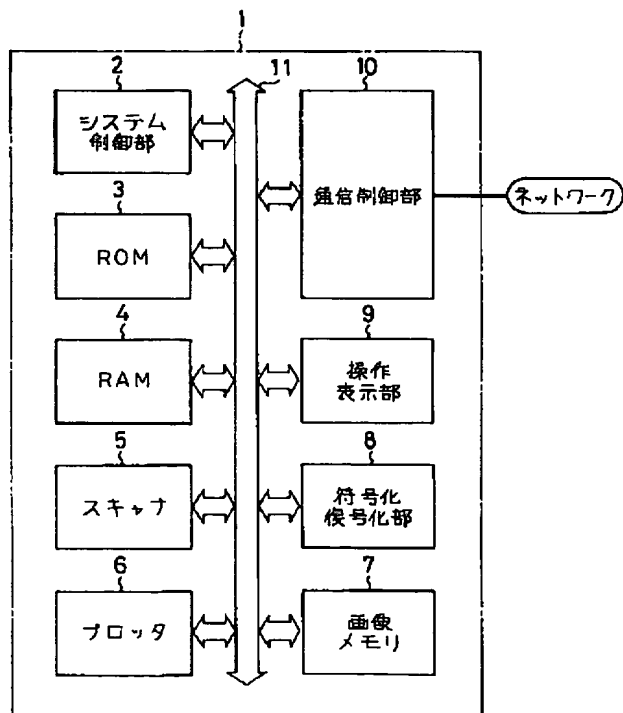 1
2
システム
制御部
11
10
通信制御部
ネットワーク
3
ROM
4
RAM
9
操作
表示部
5
スキャナ
8
符号化
復号化部
6
プロッタ
7
画像
メモリ